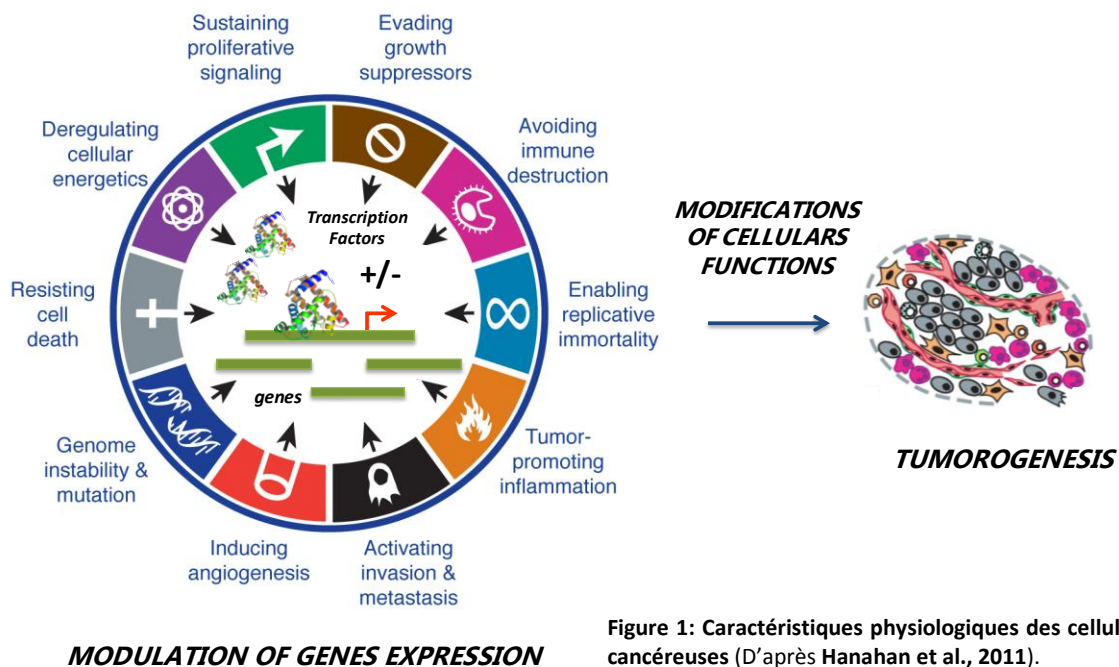 Sustaining
proliferative
signaling
Evading
growth
suppressors
Deregulating
cellular
energetics
Avoiding
immune
destruction
Transcription
Factors
+/-
MODIFICATIONS
OF CELLULARS
FUNCTIONS
Resisting
cell
death
Enabling
replicative
immortality
genes
Genome
instability &
mutation
Tumor-
promoting
inflammation
TUMOROGENESIS
Inducing
angiogenesis
Activating
invasion &
metastasis
MODULATION OF GENES EXPRESSION
Figure 1: Caractéristiques physiologiques des cellul
cancéreuses (D'après Hanahan et al., 2011).